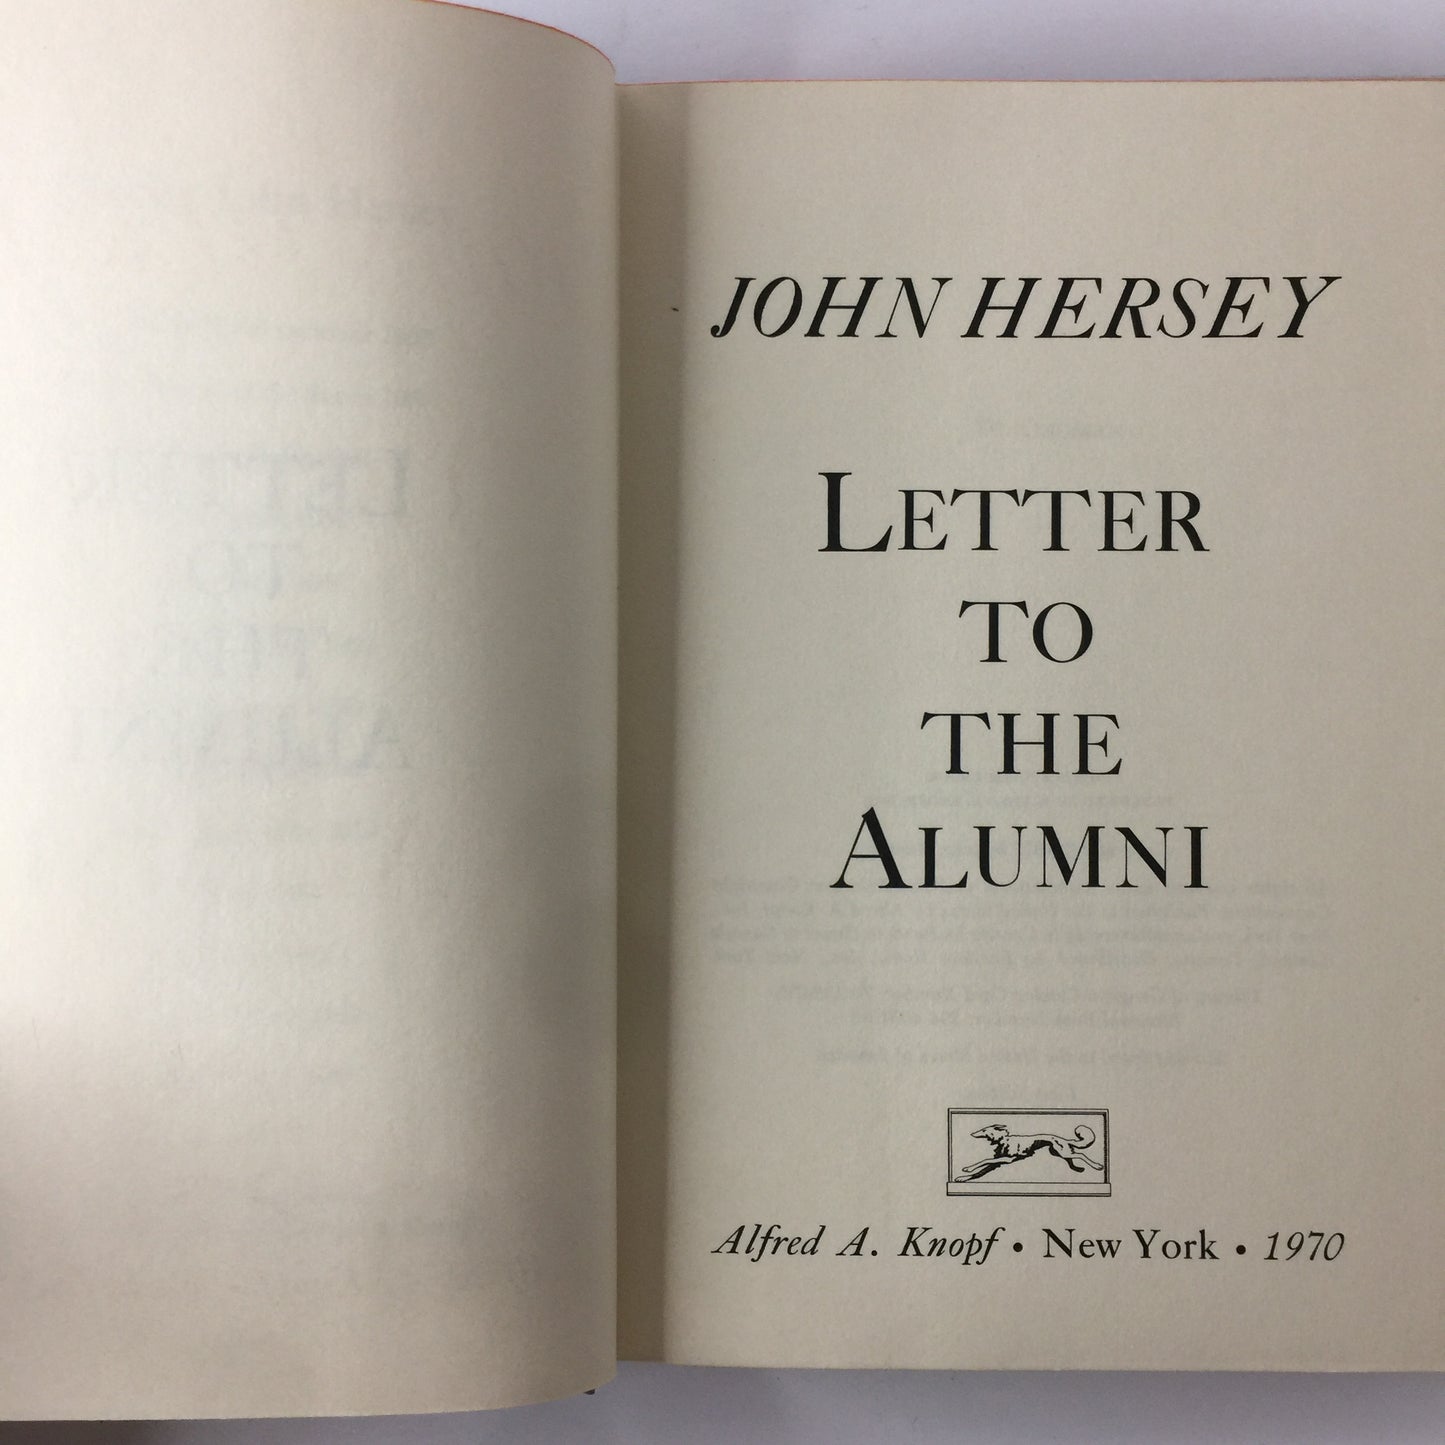 JOHN HERSEY
LETTER
TO
THE
ALUMNI
Alfred A. Knopf • New York • 1970